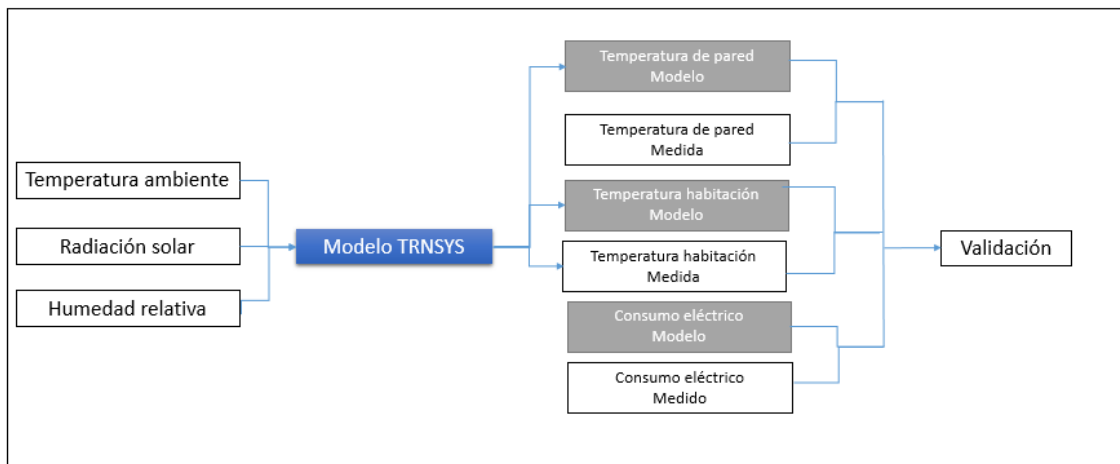 Temperatura ambiente
Radiación solar
Humedad relativa
Modelo TRNSYS
Temperatura de pared
Modelo
Temperatura de pared
Medida
Temperatura habitación
Modelo
Temperatura habitación
Medida
Consumo eléctrico
Modelo
Consumo eléctrico
Medido
Validación